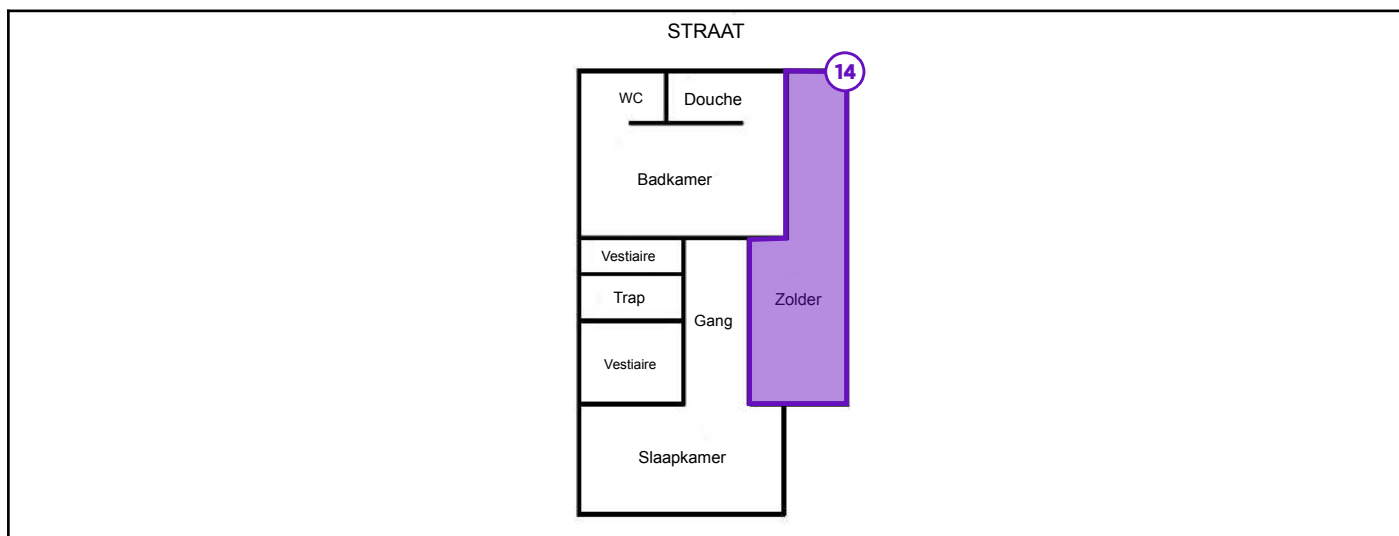 STRAAT
14
WC
Douche
Badkamer
Vestiaire
Trap
Zolder
Gang
Vestiaire
Slaapkamer